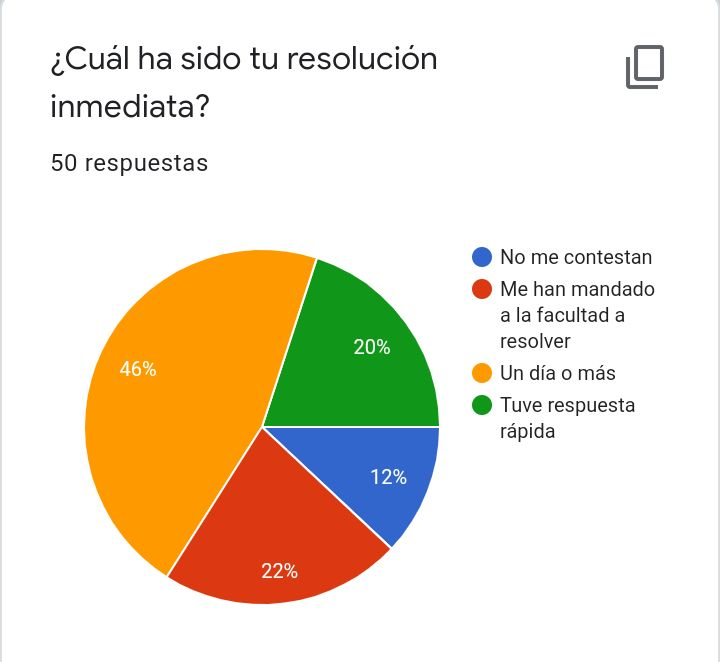 ¿Cuál ha sido tu resolución
inmediata?
50 respuestas
No me contestan
Me han mandado
a la facultad a
resolver
Un día o más
Tuve respuesta
rápida
20%
46%
12%
22%